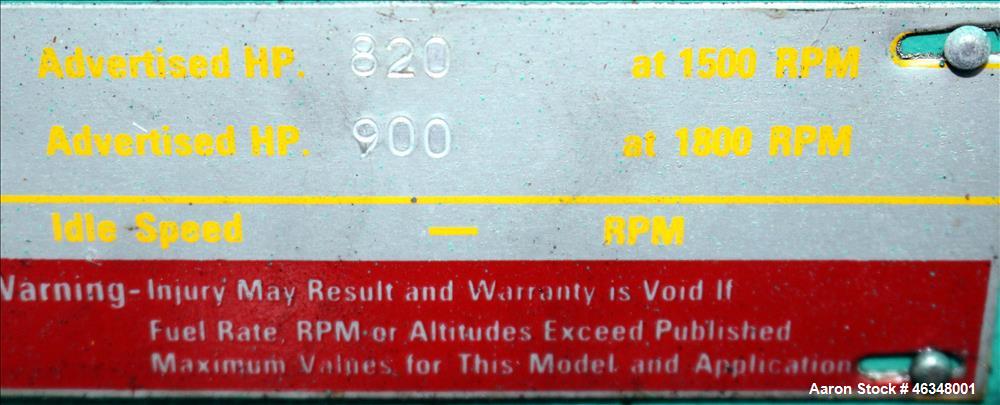 Advertised HP. 820 at 1500 RPM
Advertised HP. 900 at 1800 RPM
Idle Speed — RPM
Warning-Injury May Result and Warranty is Void If
Fuel Rate, RPM or Altitudes Exceed Published
Maximum Values for This Model and Application
Aaron Stock # 46348001